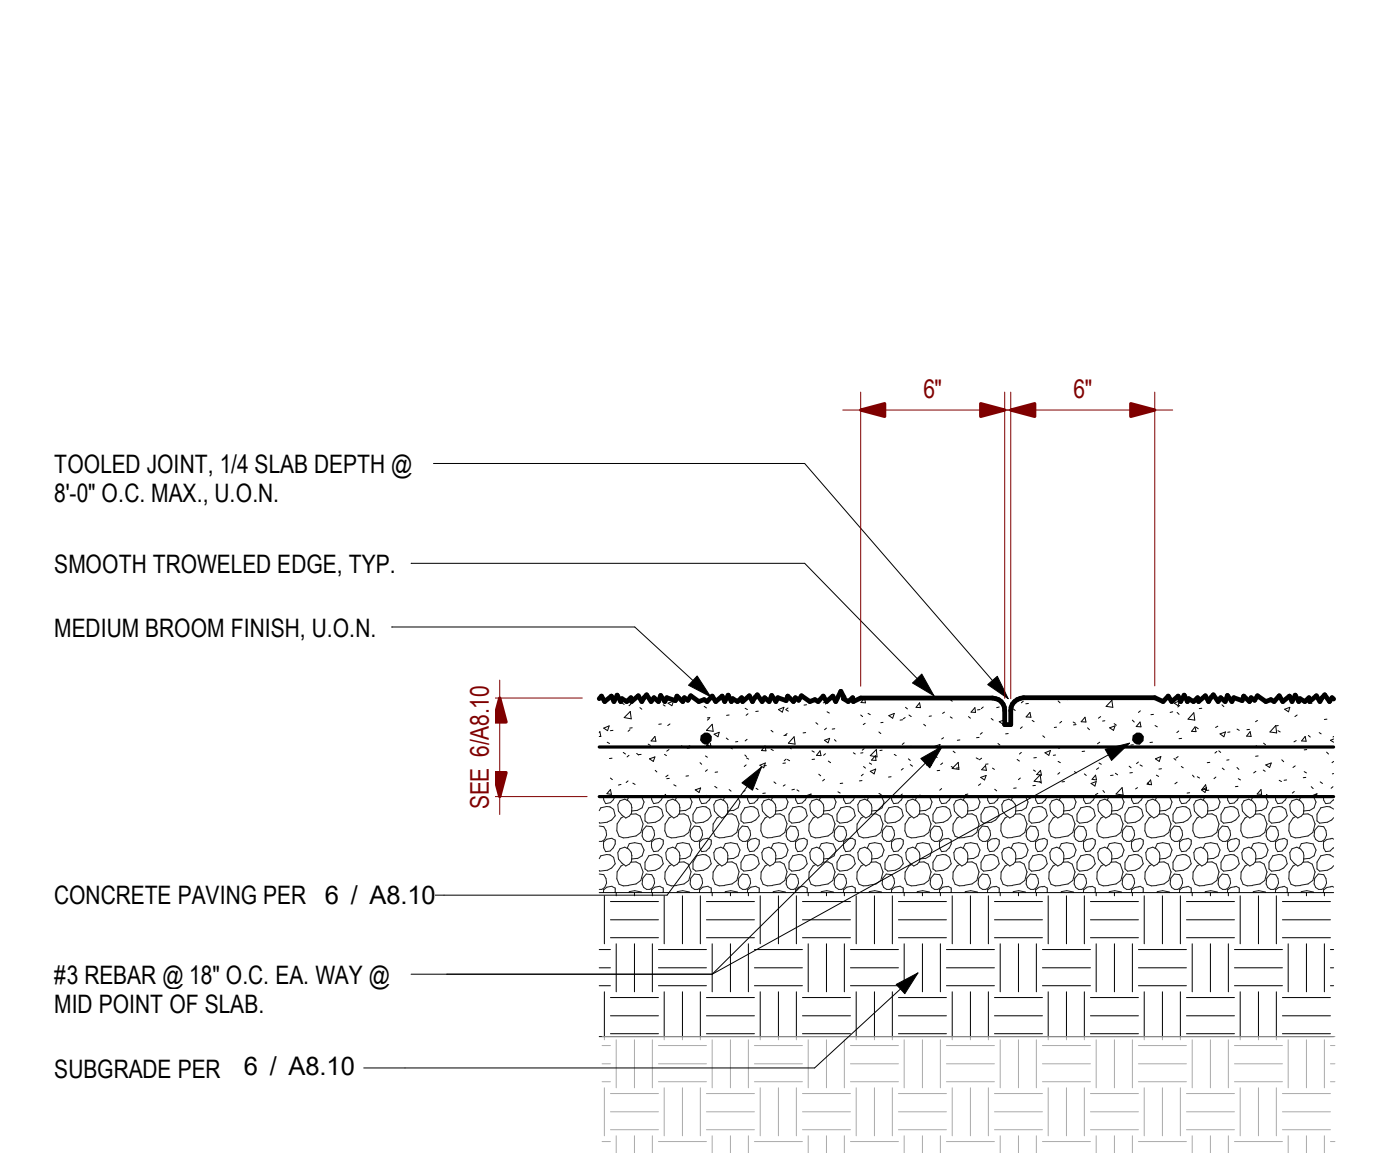 6" 6"
TOOLED JOINT, 1/4 SLAB DEPTH @
8'-0" O.C. MAX., U.O.N.
SMOOTH TROWELED EDGE, TYP.
MEDIUM BROOM FINISH, U.O.N.
SEE 6/A8.10
CONCRETE PAVING PER 6 / A8.10
#3 REBAR @ 18" O.C. EA. WAY @
MID POINT OF SLAB.
SUBGRADE PER 6 / A8.10